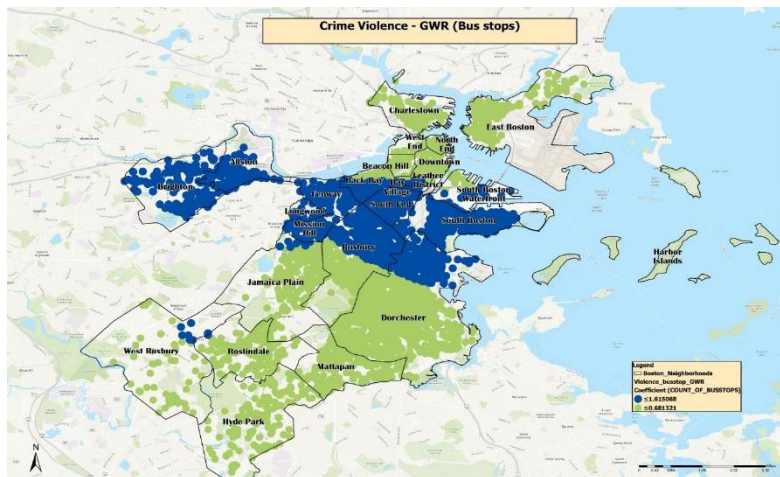 Crime Violence - GWR (Bus stops)
Charlestown
East Boston
West
End
North
End
Allston
Brighton
Beacon Hill
Downtown
Leather
District
Back Bay
Bay
Village
Fenway
South Boston
Waterfront
South End
Longwood
South Boston
Mission
Hill
Roxbury
Harbor
Islands
Jamaica Plain
Dorchester
West Roxbury
Roslindale
Mattapan
Hyde Park
Legend
Boston_Neighborhoods
Violence_busstop_GWR
Coefficient (COUNT_OF_BUSSTOPS)
≤1.615068
≤0.681321
N